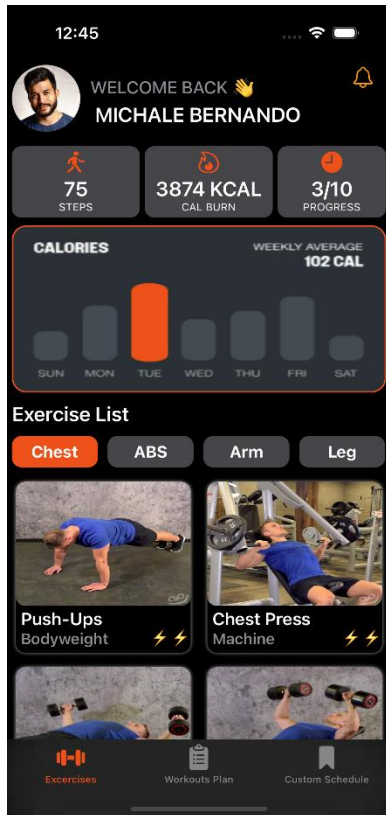 12:45
WELCOME BACK 👋
MICHALE BERNANDO
75
STEPS
3874 KCAL
CAL BURN
3/10
PROGRESS
CALORIES
WEEKLY AVERAGE
102 CAL
SUN MON TUE WED THU FRI SAT
Exercise List
Chest ABS Arm Leg
Push-Ups
Bodyweight ⚡⚡
Chest Press
Machine ⚡⚡
Excercises Workouts Plan Custom Schedule